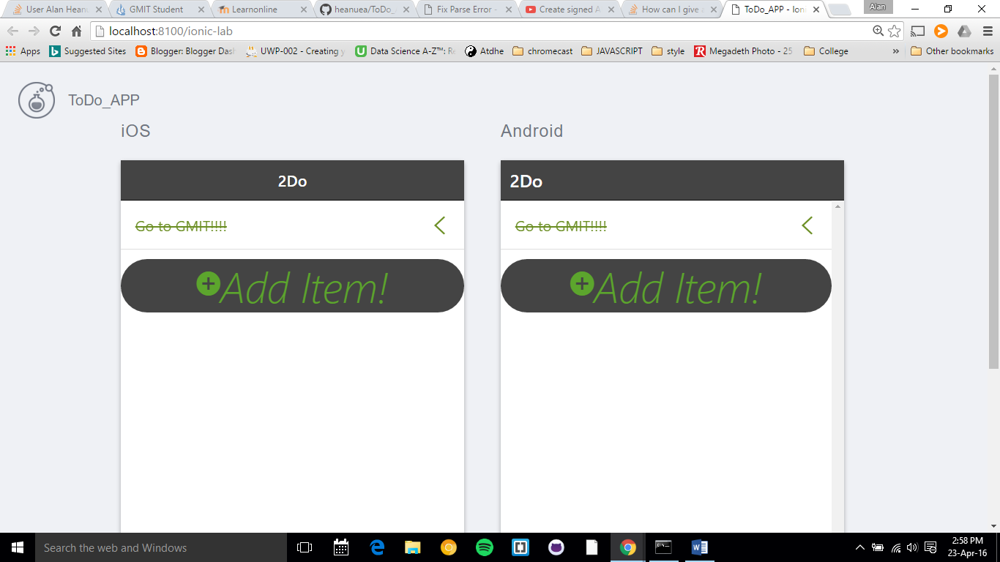 User Alan Heanu
GMIT Student
Learnonline
heanuea/ToDo_
Fix Parse Error -
Create signed A
How can I give
ToDo_APP - Ioni
Alan
localhost:8100/ionic-lab
Apps
Suggested Sites
Blogger: Blogger Das
UWP-002 - Creating y
Data Science A-Z™: Re
Atdhe
chromecast
JAVASCRIPT
style
Megadeth Photo - 25
College
»
Other bookmarks
ToDo_APP
iOS
Android
2Do
2Do
Go to GMIT!!!!
Go to GMIT!!!!
Add Item!
Add Item!
Search the web and Windows
2:58 PM
23-Apr-16